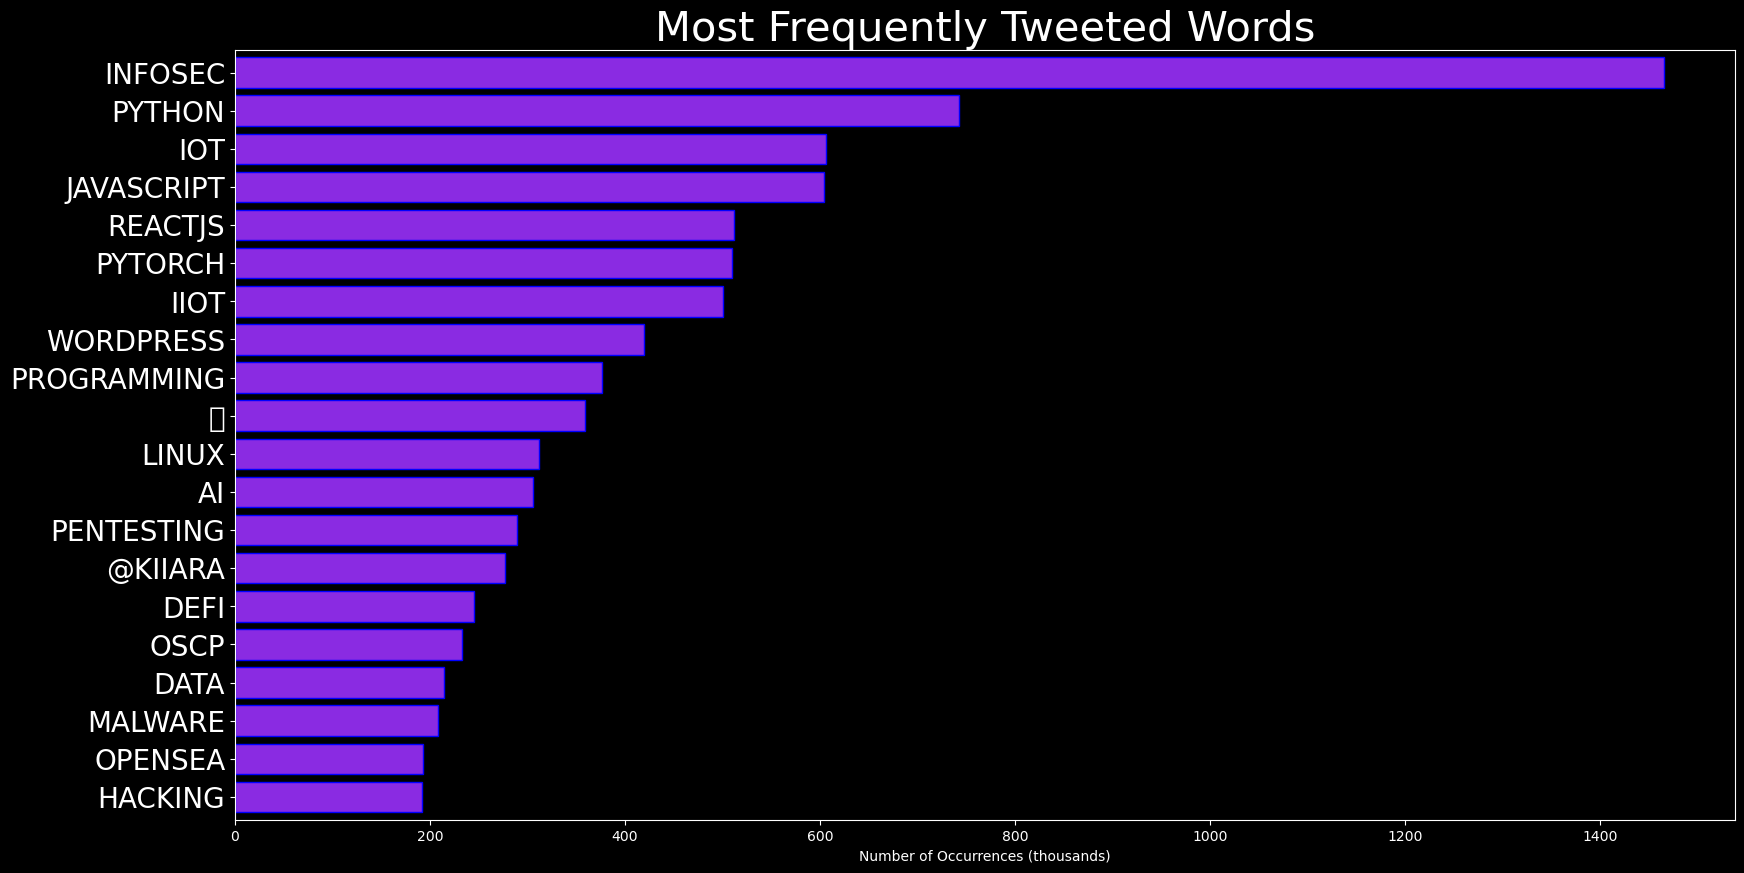 Most Frequently Tweeted Words
INFOSEC
PYTHON
IOT
JAVASCRIPT
REACTJS
PYTORCH
IIOT
WORDPRESS
PROGRAMMING
LINUX
AI
PENTESTING
@KIIARA
DEFI
OSCP
DATA
MALWARE
OPENSEA
HACKING
0 200 400 600 800 1000 1200 1400
Number of Occurrences (thousands)